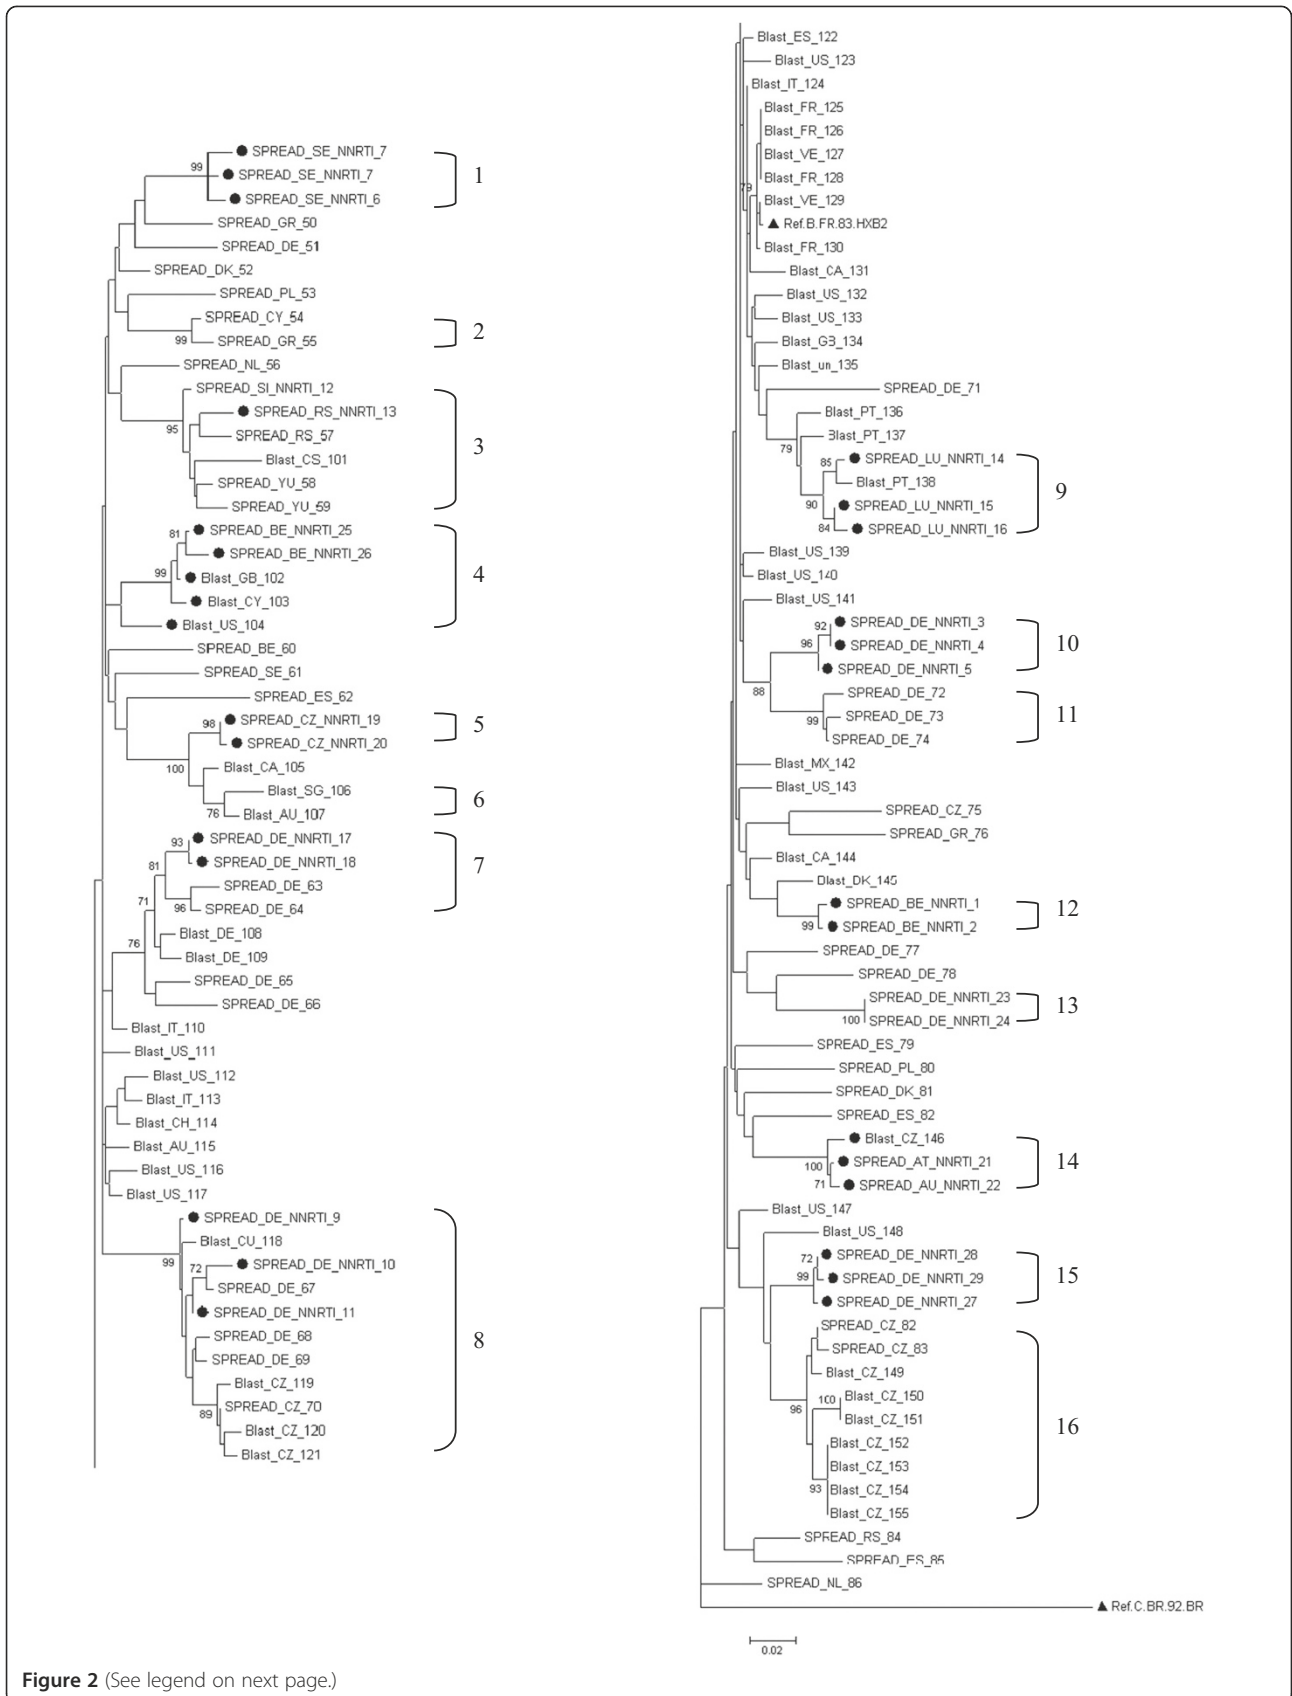 SPREAD_SE_NNRTI_7
99
SPREAD_SE_NNRTI_7
1
SPREAD_SE_NNRTI_6
SPREAD_GR_50
SPREAD_DE_51
SPREAD_DK_52
SPREAD_PL_53
SPREAD_CY_54
2
99
SPREAD_GR_55
SPREAD_NL_56
SPREAD_SI_NNRTI_12
SPREAD_RS_NNRTI_13
95
SPREAD_RS_57
3
Blast_CS_101
SPREAD_YU_58
SPREAD_YU_59
81
SPREAD_BE_NNRTI_25
SPREAD_BE_NNRTI_26
99
Blast_GB_102
4
Blast_CY_103
Blast_US_104
SPREAD_BE_60
SPREAD_SE_61
SPREAD_ES_62
98
SPREAD_CZ_NNRTI_19
5
SPREAD_CZ_NNRTI_20
100
Blast_CA_105
Blast_SG_106
6
76
Blast_AU_107
93
SPREAD_DE_NNRTI_17
81
SPREAD_DE_NNRTI_18
7
SPREAD_DE_63
71
96
SPREAD_DE_64
Blast_DE_108
76
Blast_DE_109
SPREAD_DE_65
SPREAD_DE_66
Blast_IT_110
Blast_US_111
Blast_US_112
Blast_IT_113
Blast_CH_114
Blast_AU_115
Blast_US_116
Blast_US_117
SPREAD_DE_NNRTI_9
Blast_CU_118
99
72
SPREAD_DE_NNRTI_10
SPREAD_DE_67
SPREAD_DE_NNRTI_11
8
SPREAD_DE_68
SPREAD_DE_69
Blast_CZ_119
89
SPREAD_CZ_70
Blast_CZ_120
Blast_CZ_121
Blast_ES_122
Blast_US_123
Blast_IT_124
Blast_FR_125
Blast_FR_126
Blast_VE_127
Blast_FR_128
79
Blast_VE_129
Ref.B.FR.83.HXB2
Blast_FR_130
Blast_CA_131
Blast_US_132
Blast_US_133
Blast_GB_134
Blast_un_135
SPREAD_DE_71
Blast_PT_136
79
Blast_PT_137
85
SPREAD_LU_NNRTI_14
Blast_PT_138
9
90
SPREAD_LU_NNRTI_15
84
SPREAD_LU_NNRTI_16
Blast_US_139
Blast_US_140
Blast_US_141
92
SPREAD_DE_NNRTI_3
96
SPREAD_DE_NNRTI_4
10
SPREAD_DE_NNRTI_5
88
SPREAD_DE_72
99
SPREAD_DE_73
11
SPREAD_DE_74
Blast_MX_142
Blast_US_143
SPREAD_CZ_75
SPREAD_GR_76
Blast_CA_144
Blast_DK_145
SPREAD_BE_NNRTI_1
12
99
SPREAD_BE_NNRTI_2
SPREAD_DE_77
SPREAD_DE_78
SPREAD_DE_NNRTI_23
13
100
SPREAD_DE_NNRTI_24
SPREAD_ES_79
SPREAD_PL_80
SPREAD_DK_81
SPREAD_ES_82
Blast_CZ_146
100
SPREAD_AT_NNRTI_21
14
71
SPREAD_AU_NNRTI_22
Blast_US_147
Blast_US_148
72
SPREAD_DE_NNRTI_28
99
SPREAD_DE_NNRTI_29
15
SPREAD_DE_NNRTI_27
SPREAD_CZ_82
SPREAD_CZ_83
Blast_CZ_149
100
Blast_CZ_150
96
Blast_CZ_151
16
Blast_CZ_152
Blast_CZ_153
93
Blast_CZ_154
Blast_CZ_155
SPREAD_RS_84
SPREAD_ES_85
SPREAD_NL_86
Ref.C.BR.92.BR
0.02
Figure 2 (See legend on next page.)